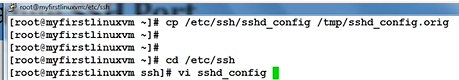 root@myfirstlinuxvm:/etc/ssh
[root@myfirstlinuxvm ~]# cp /etc/ssh/sshd_config /tmp/sshd_config.orig
[root@myfirstlinuxvm ~]#
[root@myfirstlinuxvm ~]#
[root@myfirstlinuxvm ~]# cd /etc/ssh
[root@myfirstlinuxvm ssh]# vi sshd_config